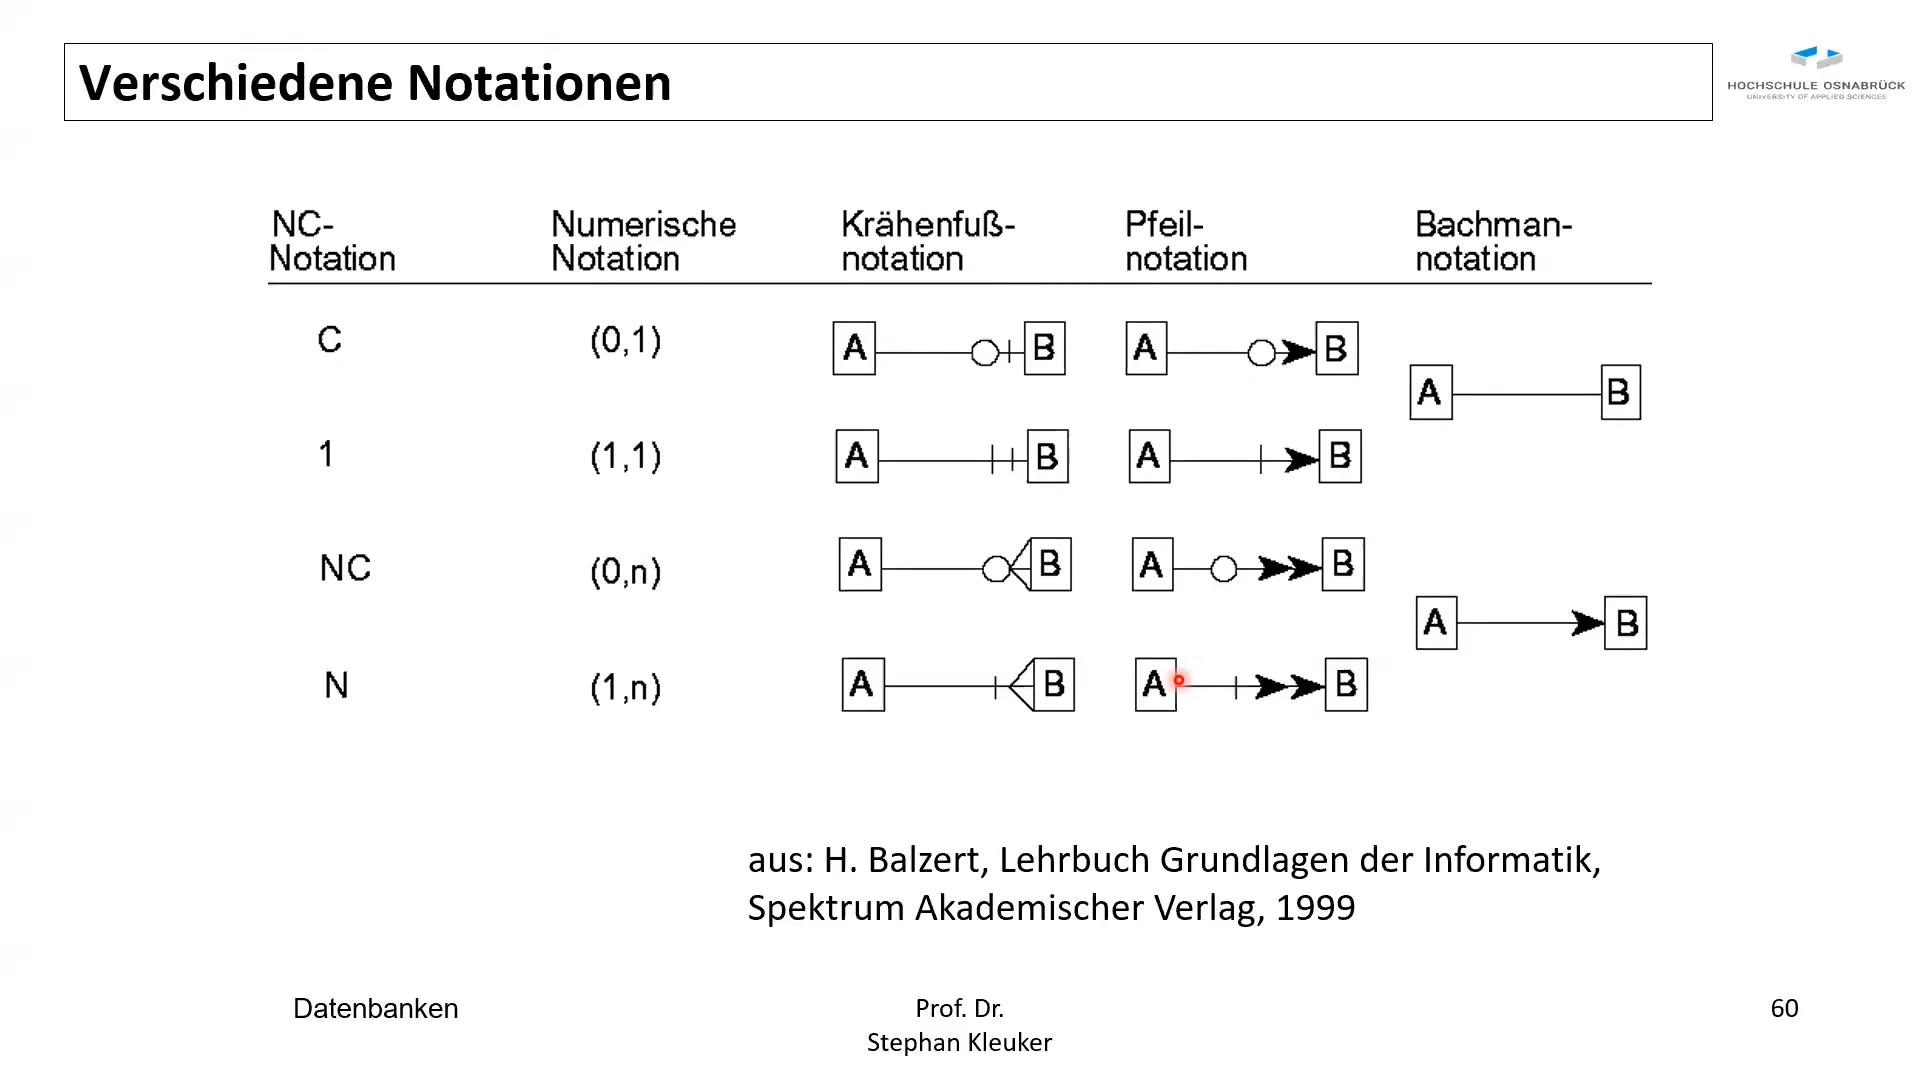 Verschiedene Notationen
HOCHSCHULE OSNABRÜCK
UNIVERSITY OF APPLIED SCIENCES
NC-
Notation
Numerische
Notation
Krähenfuß-
notation
Pfeil-
notation
Bachman-
notation
C (0,1) A B A B
A B
1 (1,1) A B A B
NC (0,n) A B A B
A B
N (1,n) A B A B
aus: H. Balzert, Lehrbuch Grundlagen der Informatik,
Spektrum Akademischer Verlag, 1999
Datenbanken
Prof. Dr.
Stephan Kleuker
60